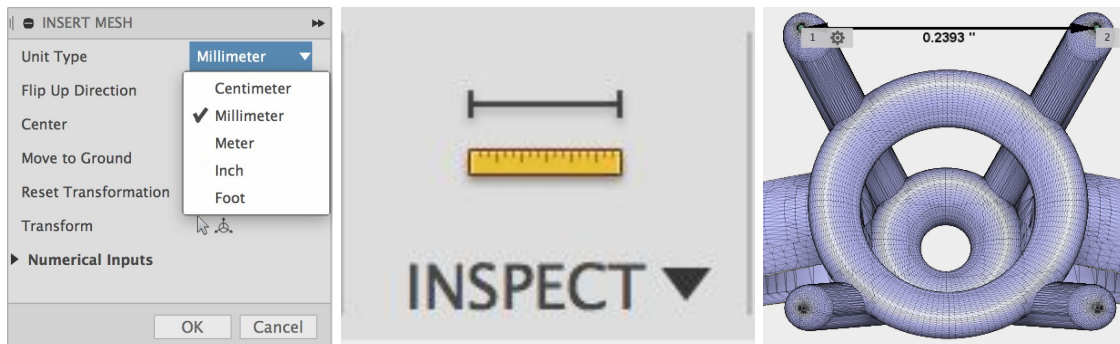 INSERT MESH
Unit Type
Millimeter
Centimeter
Flip Up Direction
Millimeter
Center
Meter
Move to Ground
Inch
Reset Transformation
Foot
Transform
Numerical Inputs
OK Cancel
INSPECT
1 2
0.2393 "